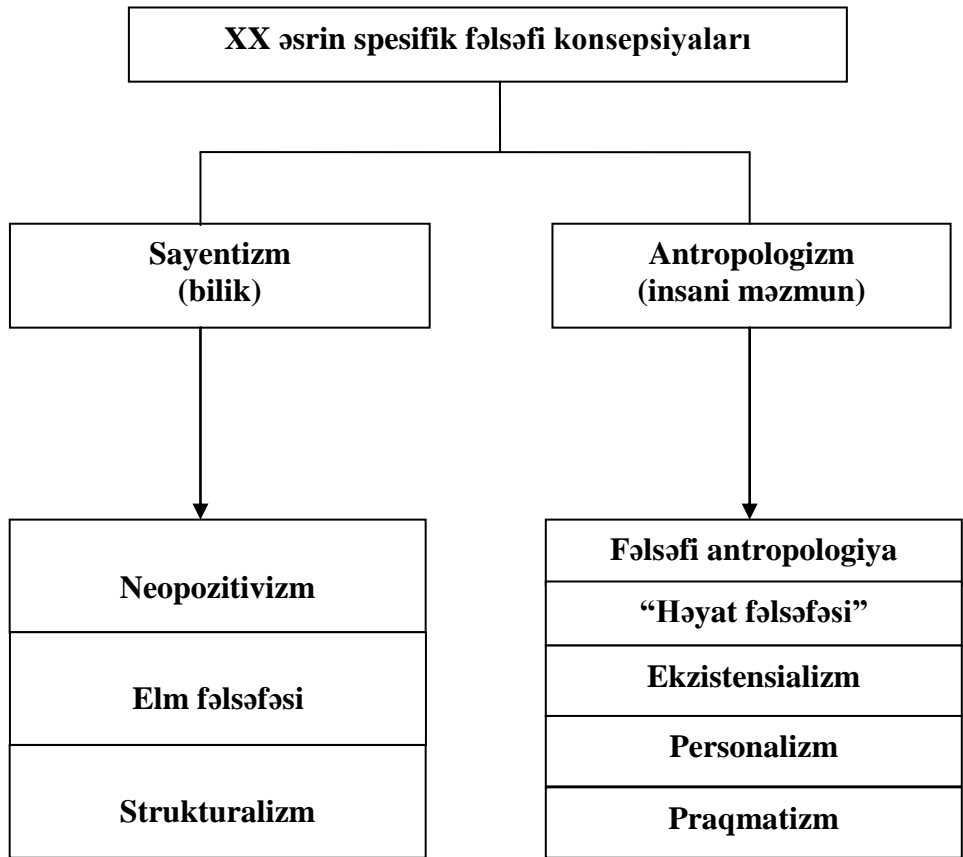 XX əsrin spesifik fəlsəfi konsepsiyaları
Sayentizm
(bilik)
Antropologizm
(insani məzmun)
Neopozitivizm
Elm fəlsəfəsi
Strukturalizm
Fəlsəfi antropologiya
“Həyat fəlsəfəsi”
Ekzistensializm
Personalizm
Praqmatizm